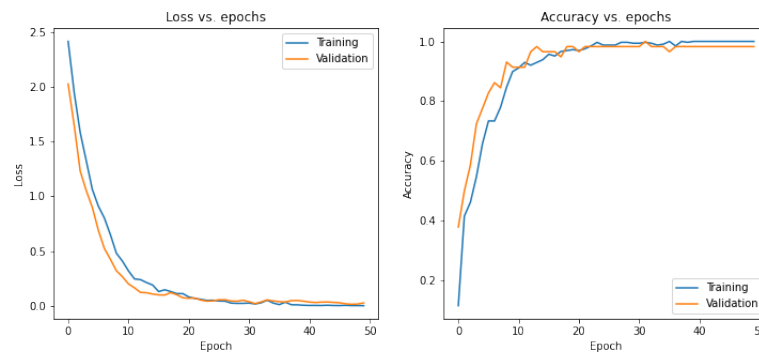 Loss vs. epochs
2.5
2.0
1.5
1.0
0.5
0.0
Loss
Training
Validation
0 10 20 30 40 50
Epoch
Accuracy vs. epochs
1.0
0.8
0.6
0.4
0.2
Accuracy
Training
Validation
0 10 20 30 40
Epoch